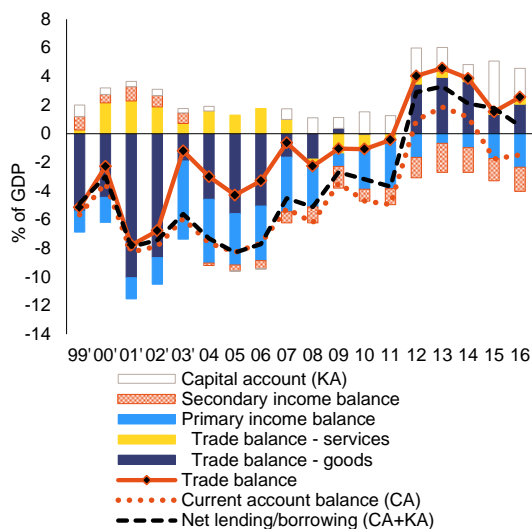 8
6
4
2
0
-2
-4
-6
-8
-10
-12
-14
% of GDP
99' 00' 01' 02' 03' 04 05 06 07 08 09 10 11 12 13 14 15 16
Capital account (KA)
Secondary income balance
Primary income balance
Trade balance - services
Trade balance - goods
Trade balance
Current account balance (CA)
Net lending/borrowing (CA+KA)